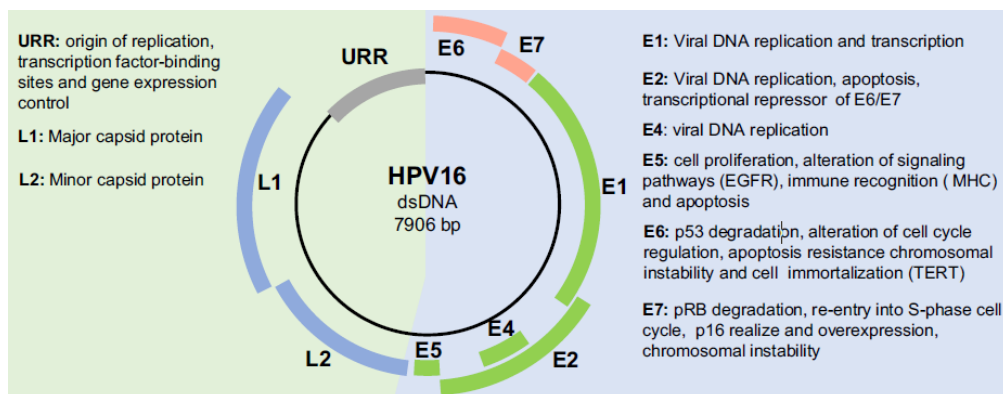 URR: origin of replication,
transcription factor-binding
sites and gene expression
control
L1: Major capsid protein
L2: Minor capsid protein
URR
E6
E7
L1
HPV16
dsDNA
7906 bp
E1
E4
L2
E5
E2
E1: Viral DNA replication and transcription
E2: Viral DNA replication, apoptosis,
transcriptional repressor of E6/E7
E4: viral DNA replication
E5: cell proliferation, alteration of signaling
pathways (EGFR), immune recognition ( MHC)
and apoptosis
E6: p53 degradation, alteration of cell cycle
regulation, apoptosis resistance chromosomal
instability and cell immortalization (TERT)
E7: pRB degradation, re-entry into S-phase cell
cycle, p16 realize and overexpression,
chromosomal instability